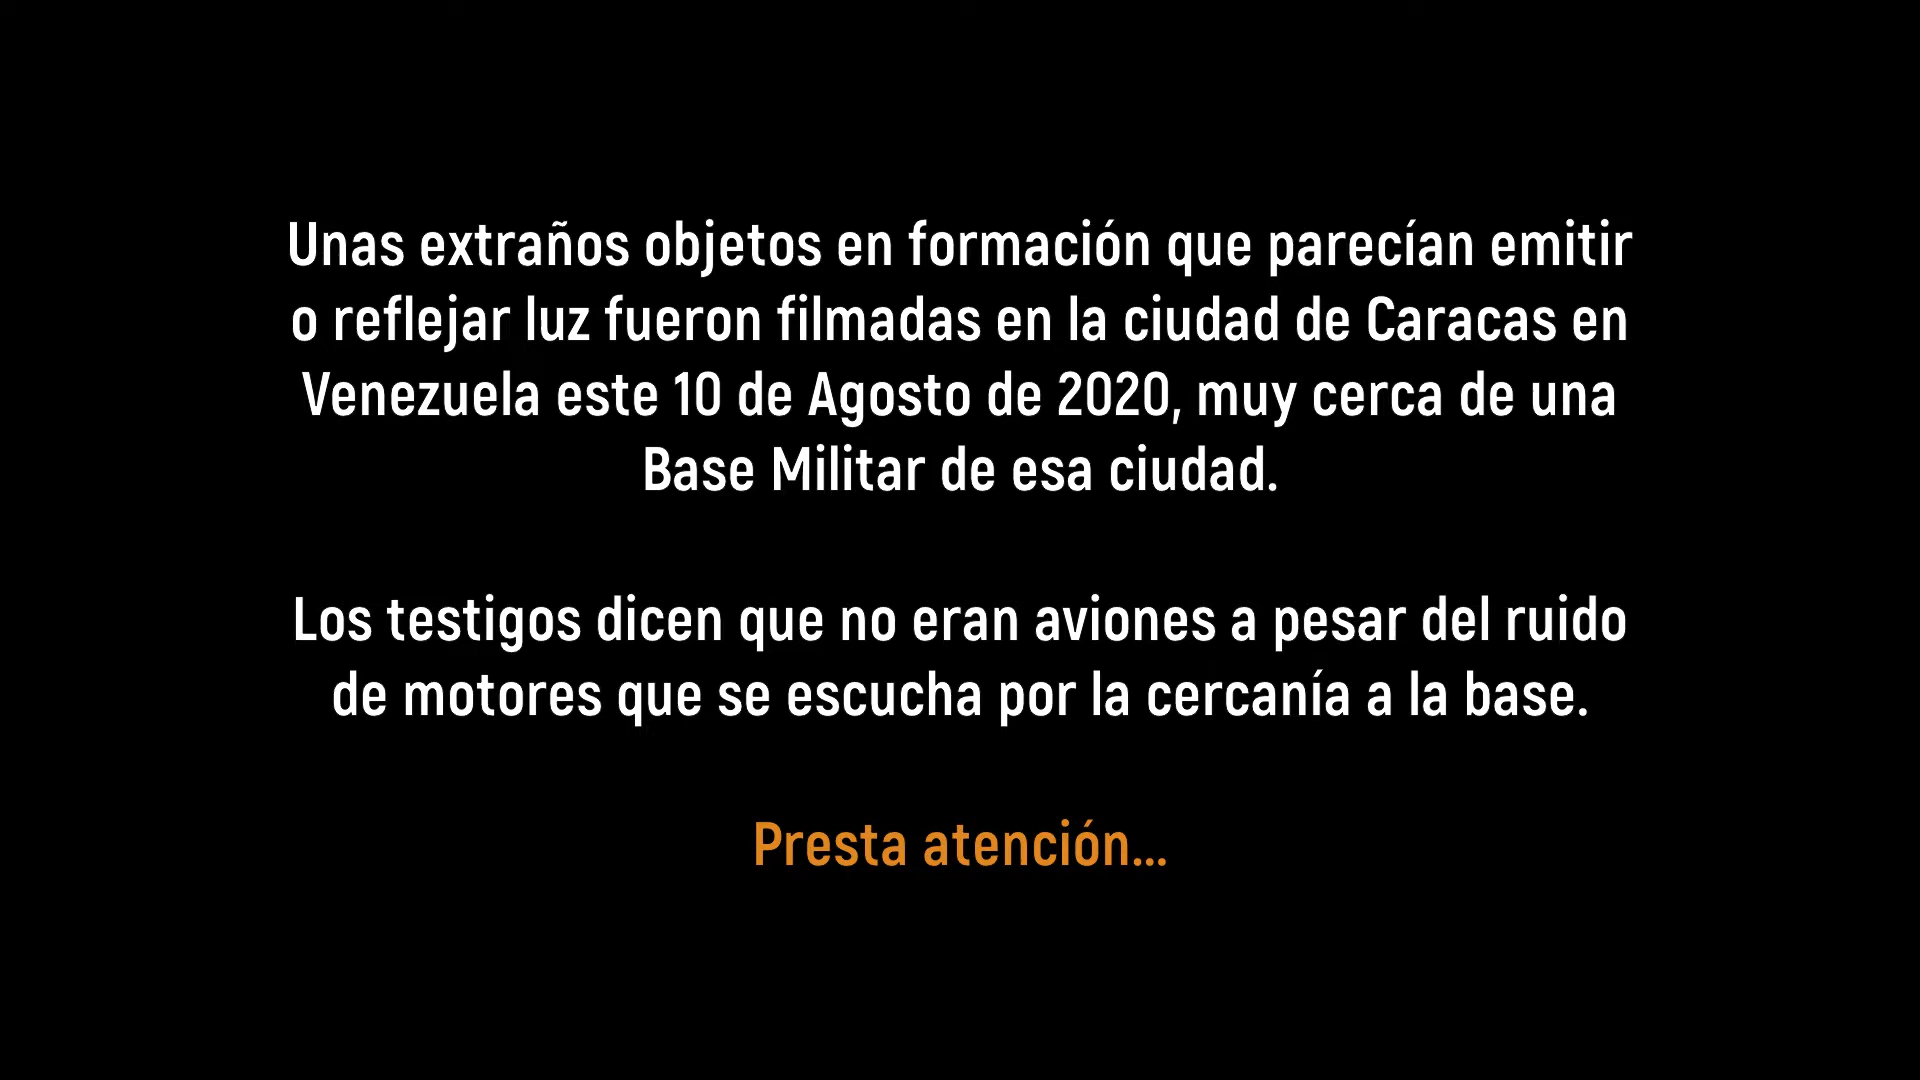 Unas extraños objetos en formación que parecían emitir
o reflejar luz fueron filmadas en la ciudad de Caracas en
Venezuela este 10 de Agosto de 2020, muy cerca de una
Base Militar de esa ciudad.
Los testigos dicen que no eran aviones a pesar del ruido
de motores que se escucha por la cercanía a la base.
Presta atención...